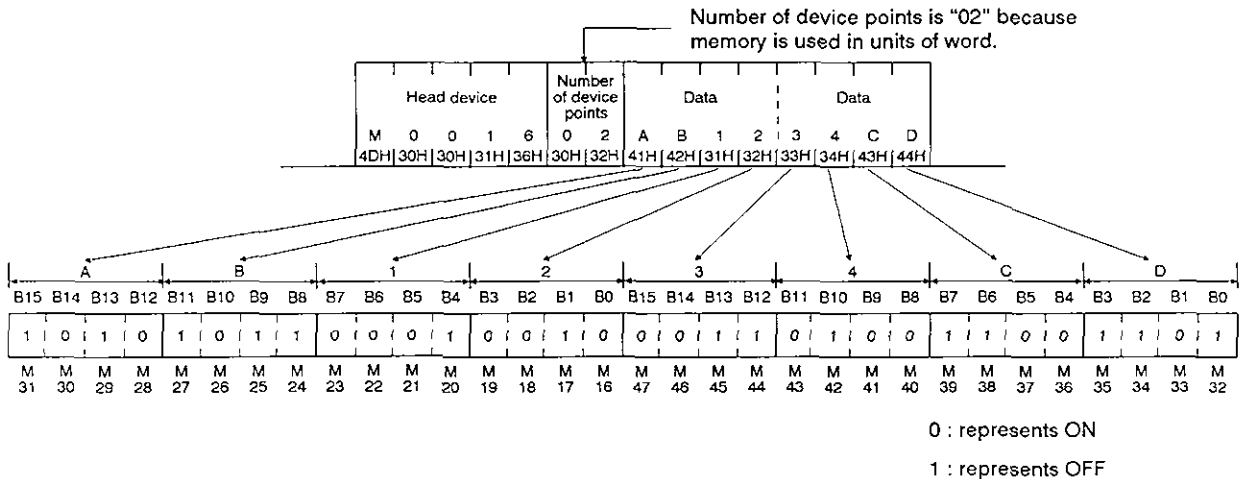 Number of device points is "02" because
memory is used in units of word.
Head device
Number
of device
points
Data
Data
M 0 0 1 6 0 2 A B 1 2 3 4 C D
4DH 30H 30H 31H 36H 30H 32H 41H 42H 31H 32H 33H 34H 43H 44H
A B 1 2 3 4 C D
B15 B14 B13 B12 B11 B10 B9 B8 B7 B6 B5 B4 B3 B2 B1 B0 B15 B14 B13 B12 B11 B10 B9 B8 B7 B6 B5 B4 B3 B2 B1 B0
1 0 1 0 1 0 1 1 0 0 0 1 0 0 1 0 0 0 1 1 0 1 0 0 1 1 0 0 1 1 0 1
M M M M M M M M M M M M M M M M M M M M M M M M M M M M M M M M
31 30 29 28 27 26 25 24 23 22 21 20 19 18 17 16 47 46 45 44 43 42 41 40 39 38 37 36 35 34 33 32
0 : represents ON
1 : represents OFF